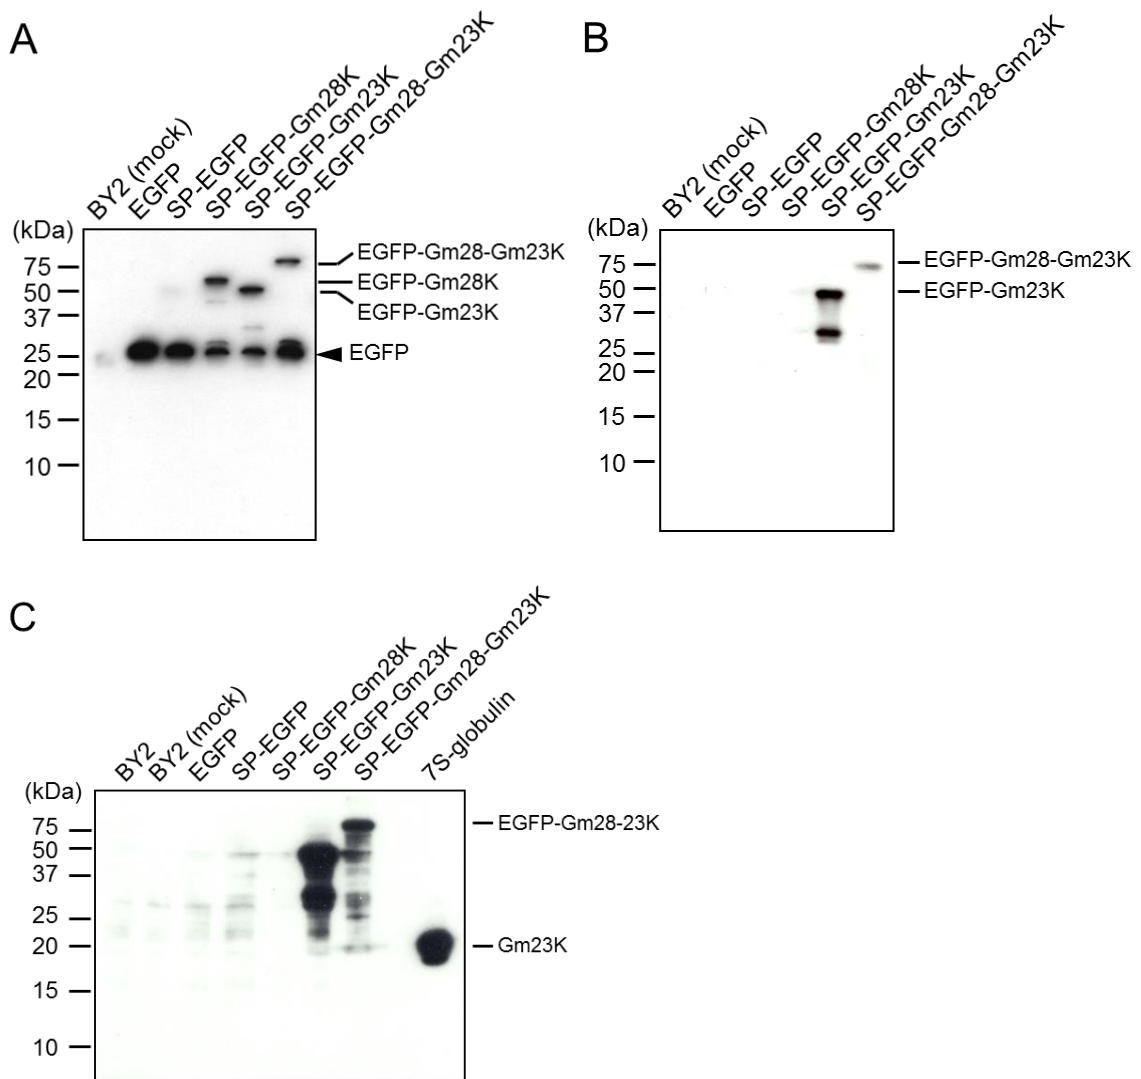 A
BY2 (mock)
EGFP
SP-EGFP
SP-EGFP-Gm28K
SP-EGFP-Gm23K
SP-EGFP-Gm28-Gm23K
(kDa)
75
50
37
25
20
15
10
EGFP-Gm28-Gm23K
EGFP-Gm28K
EGFP-Gm23K
EGFP
B
BY2 (mock)
EGFP
SP-EGFP
SP-EGFP-Gm28K
SP-EGFP-Gm23K
SP-EGFP-Gm28-Gm23K
(kDa)
75
50
37
25
20
15
10
EGFP-Gm28-Gm23K
EGFP-Gm23K
C
BY2
BY2 (mock)
EGFP
SP-EGFP
SP-EGFP-Gm28K
SP-EGFP-Gm23K
SP-EGFP-Gm28-Gm23K
7S-globulin
(kDa)
75
50
37
25
20
15
10
EGFP-Gm28-23K
Gm23K